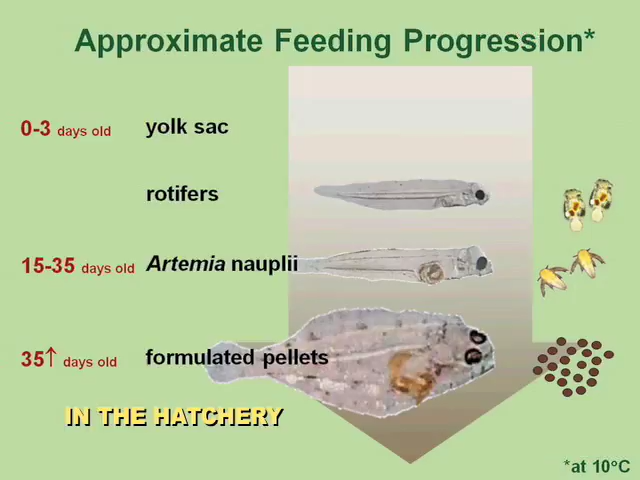 Approximate Feeding Progression*
0-3 days old yolk sac
rotifers
15-35 days old Artemia nauplii
35↑ days old formulated pellets
IN THE HATCHERY
*at 10°C